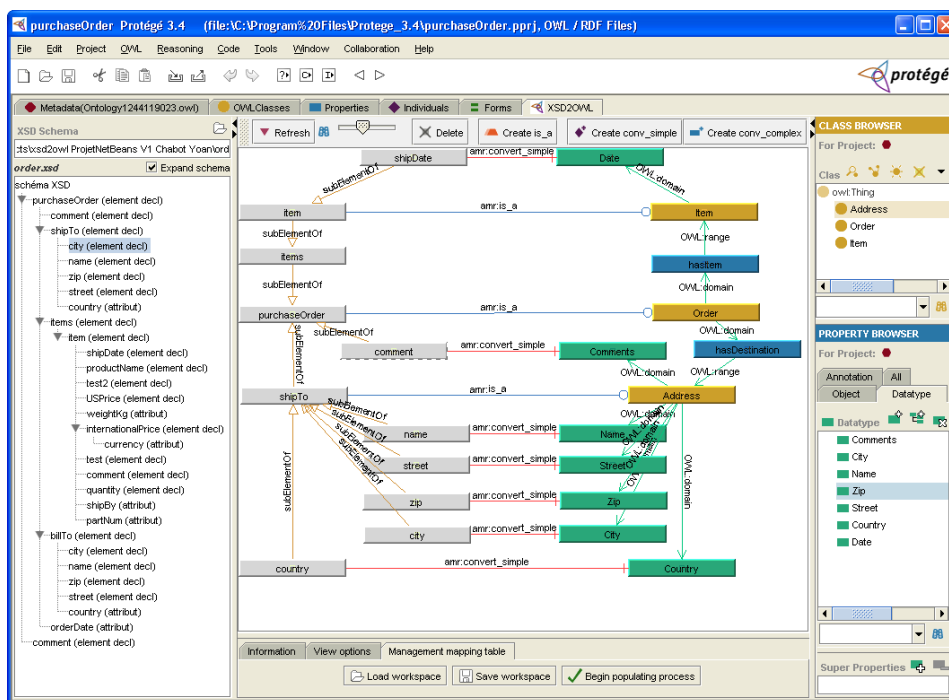 purchaseOrder Protégé 3.4 (file:\C:\Program%20Files\Protege_3.4\purchaseOrder.pprj, OWL / RDF Files)
File Edit Project OWL Reasoning Code Tools Window Collaboration Help
protégé
Metadata(Ontology1244119023.owl) OWLClasses Properties Individuals Forms XSD2OWL
XSD Schema
:ts\xsd2owl ProjetNetBeans V1 Chabot Yoan\ord
order.xsd Expand schema
schéma XSD
purchaseOrder (element decl)
comment (element decl)
shipTo (element decl)
city (element decl)
name (element decl)
zip (element decl)
street (element decl)
country (attribut)
items (element decl)
item (element decl)
shipDate (element decl)
productName (element decl)
test2 (element decl)
USPrice (element decl)
weightKg (attribut)
internationalPrice (element decl)
currency (attribut)
test (element decl)
comment (element decl)
quantity (element decl)
shipBy (attribut)
partNum (attribut)
billTo (element decl)
city (element decl)
name (element decl)
zip (element decl)
street (element decl)
country (attribut)
orderDate (attribut)
comment (element decl)
Refresh Delete Create is_a Create conv_simple Create conv_complex
shipDate amr:convert_simple Date
subElementOf OWL:domain
item amr:is_a Item
subElementOf OWL:range
items hasItem
subElementOf OWL:domain
purchaseOrder amr:is_a Order
subElementOf OWL:domain
subElementOf
comment amr:convert_simple Comments hasDestination
OWL:domain OWL:range
shipTo amr:is_a Address
subElementOf OWL:domain
name amr:convert_simple Name
subElementOf OWL:domain
street amr:convert_simple Street
subElementOf
zip amr:convert_simple Zip
subElementOf
city amr:convert_simple City
subElementOf OWL:domain
country amr:convert_simple Country
Information View options Management mapping table
Load workspace Save workspace Begin populating process
CLASS BROWSER
For Project:
Clas
owl:Thing
Address
Order
Item
PROPERTY BROWSER
For Project:
Annotation All
Object Datatype
Datatype
Comments
City
Name
Zip
Street
Country
Date
Super Properties